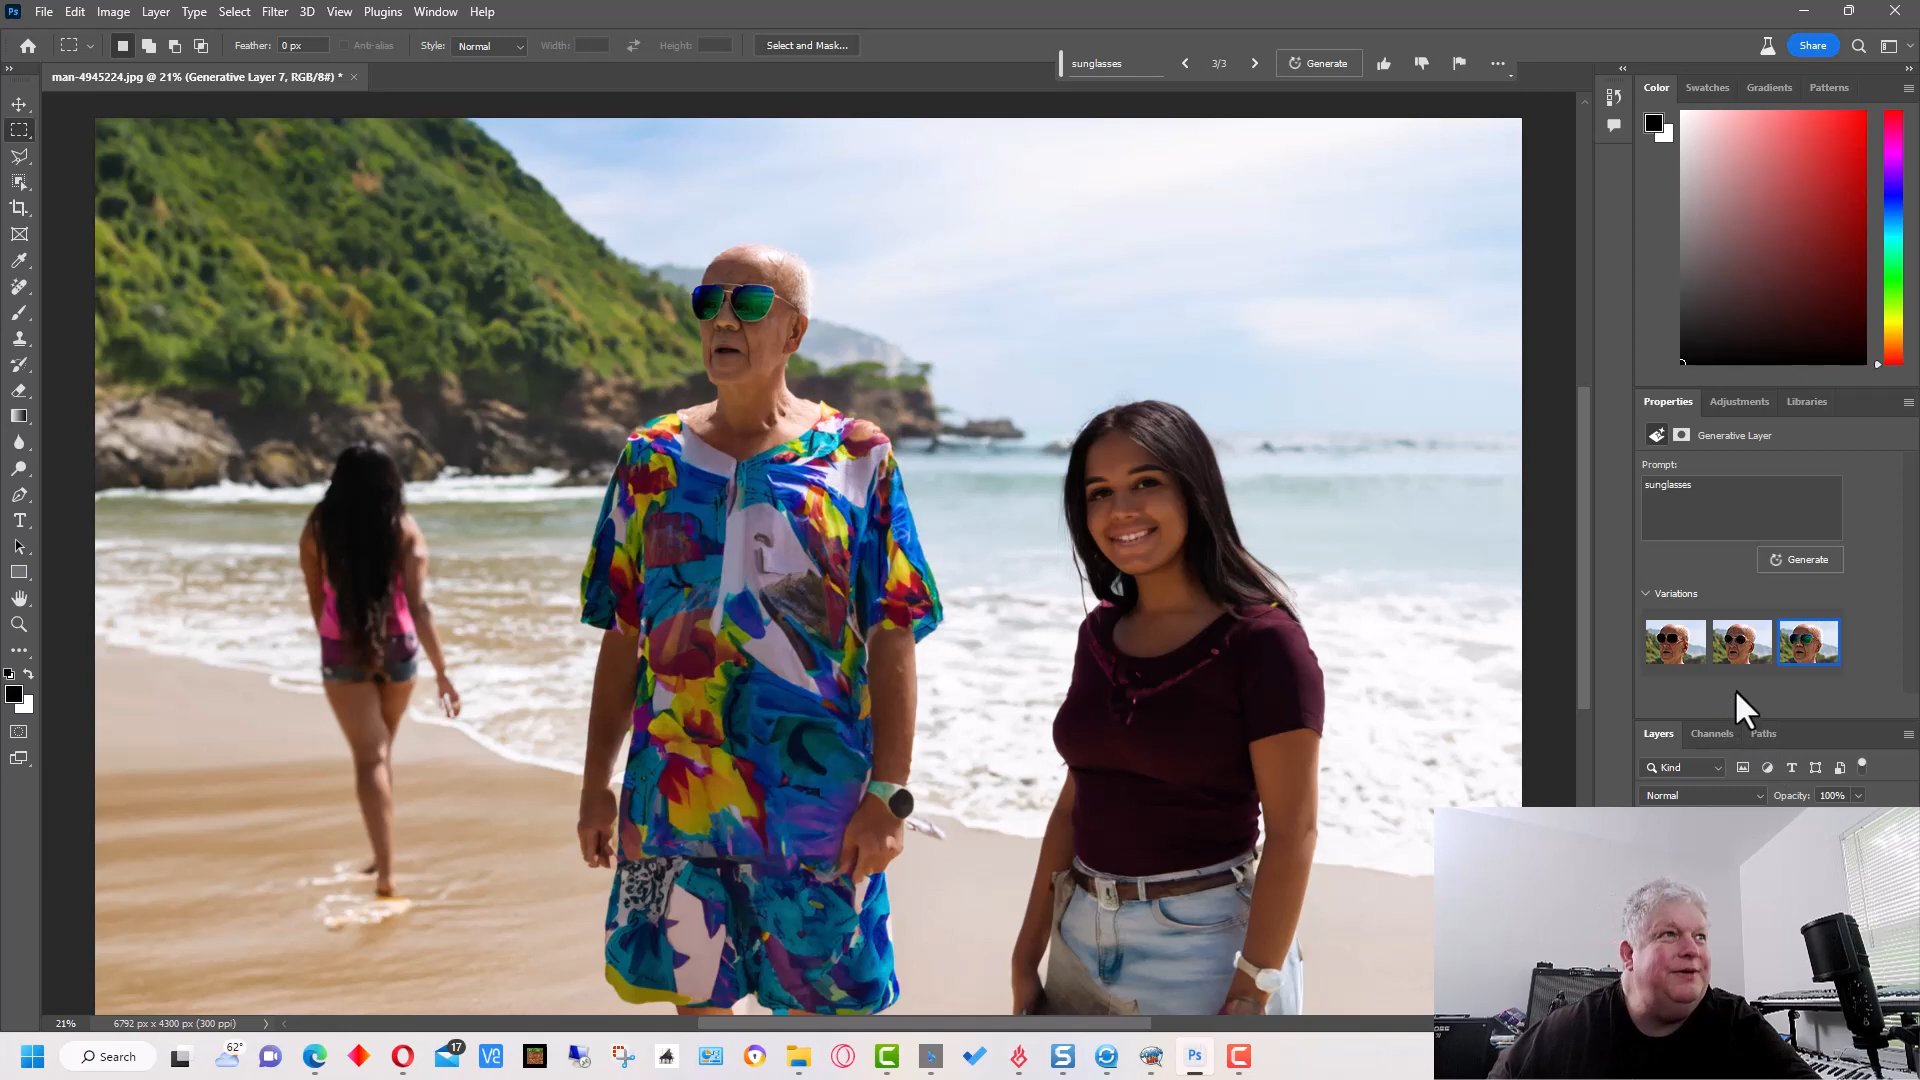 Ps File Edit Image Layer Type Select Filter 3D View Plugins Window Help
Feather: 0 px Anti-alias Style: Normal Width: Height: Select and Mask... Share
man-4945224.jpg @ 21% (Generative Layer 7, RGB/8#) *
sunglasses 3/3 Generate
Color Swatches Gradients Patterns
Properties Adjustments Libraries
Generative Layer
Prompt:
sunglasses
Generate
Variations
Layers Channels Paths
Kind
Normal Opacity: 100%
21% 6792 px x 4300 px (300 ppi)
Search 62° 17 Ps